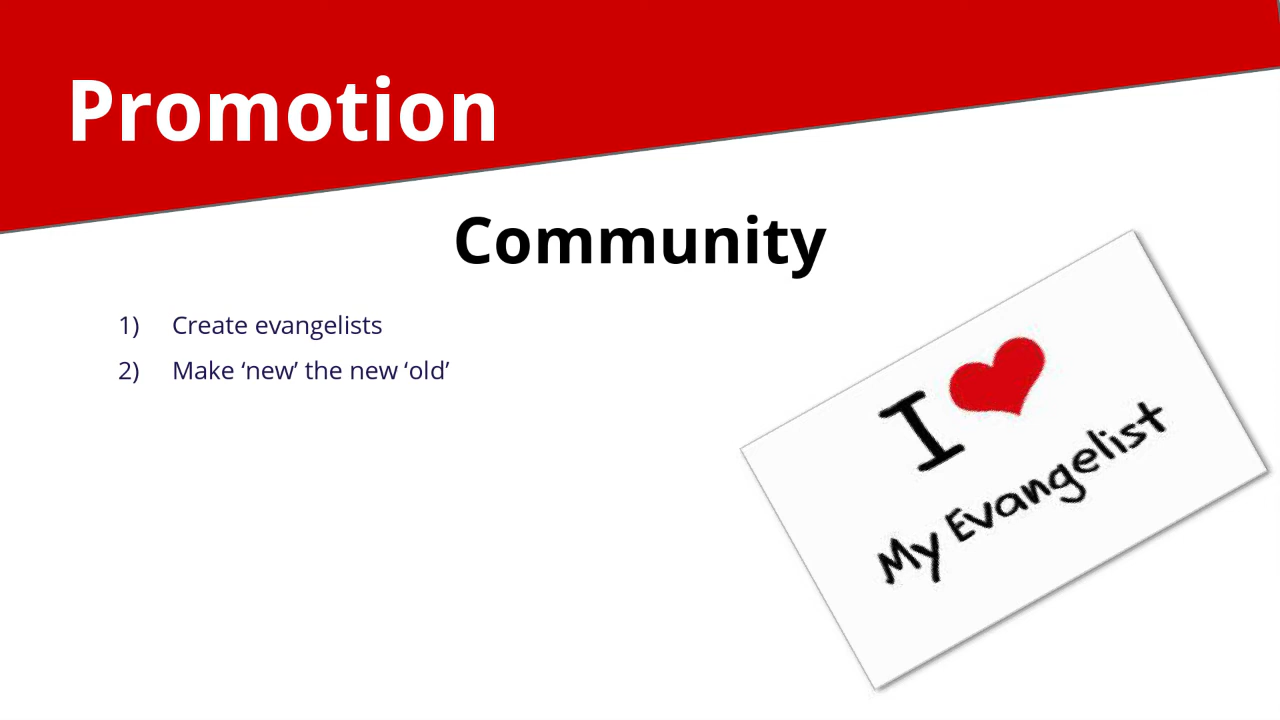 Promotion
Community
1) Create evangelists
2) Make ‘new’ the new ‘old’
I ❤
My Evangelist